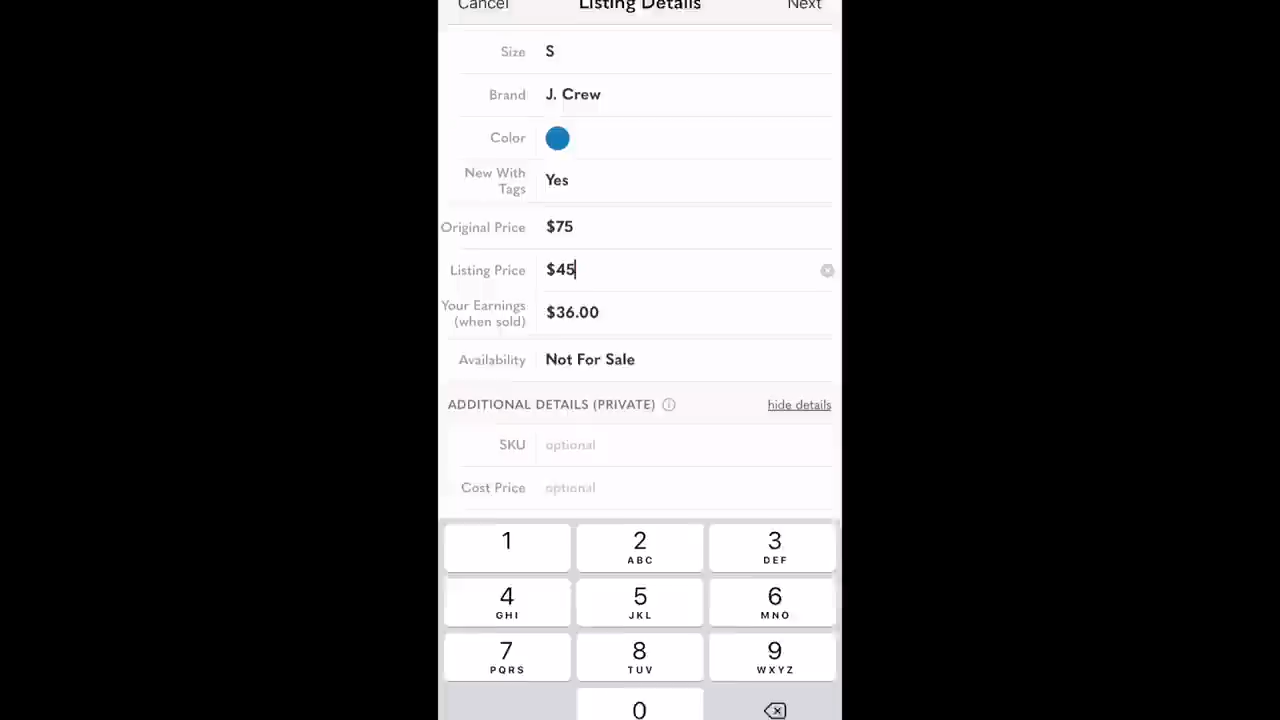 Cancel Listing Details Next
Size S
Brand J. Crew
Color
New With
Tags
Yes
Original Price $75
Listing Price $45
Your Earnings
(when sold)
$36.00
Availability Not For Sale
ADDITIONAL DETAILS (PRIVATE) hide details
SKU optional
Cost Price optional
1 2 3
ABC DEF
4 5 6
GHI JKL MNO
7 8 9
PQRS TUV WXYZ
0